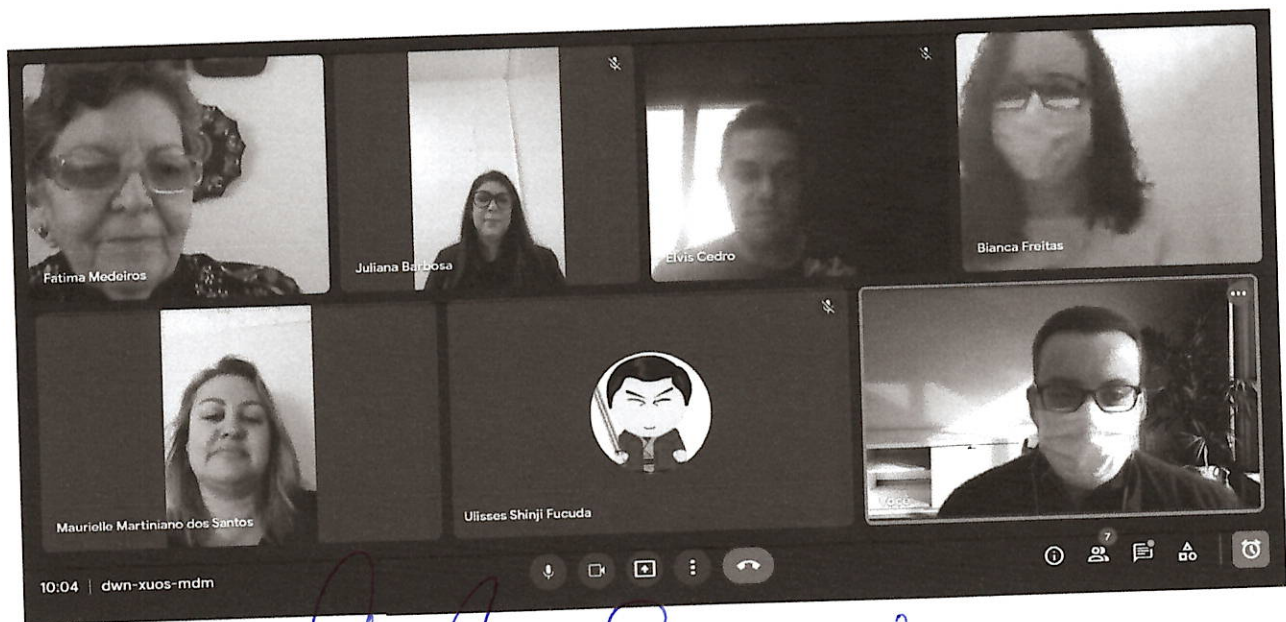 Fatima Medeiros
Juliana Barbosa
Elvis Cedro
Bianca Freitas
Maurielle Martiniano dos Santos
Ulisses Shinji Fucuda
Você
7
10:04 | dwn-xuos-mdm